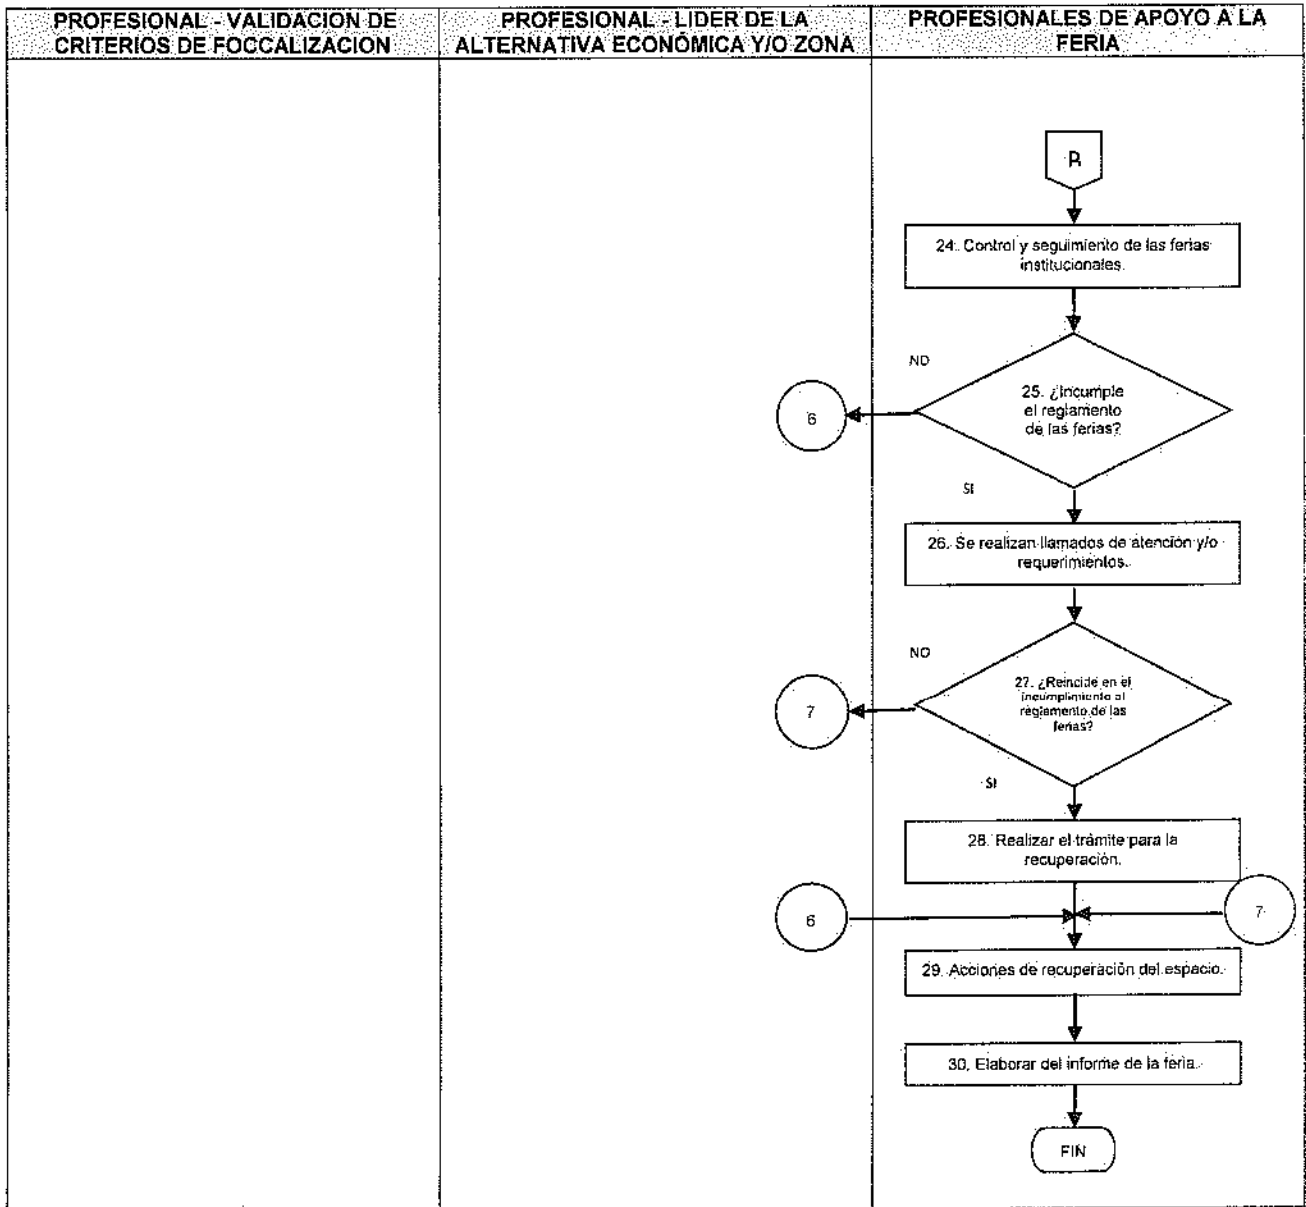 PROFESIONAL - VALIDACION DE
CRITERIOS DE FOCCALIZACION
PROFESIONAL - LIDER DE LA
ALTERNATIVA ECONÓMICA Y/O ZONA
PROFESIONALES DE APOYO A LA
FERIA
24. Control y seguimiento de las ferias
institucionales.
NO
25. ¿Incumple
el reglamento
de las ferias?
6
SI
26. Se realizan llamados de atención y/o
requerimientos.
NO
27. ¿Reincide en el
incumplimiento al
reglamento de las
ferias?
7
SI
28. Realizar el trámite para la
recuperación.
6
7
29. Acciones de recuperación del espacio.
30. Elaborar del informe de la feria.
FIN